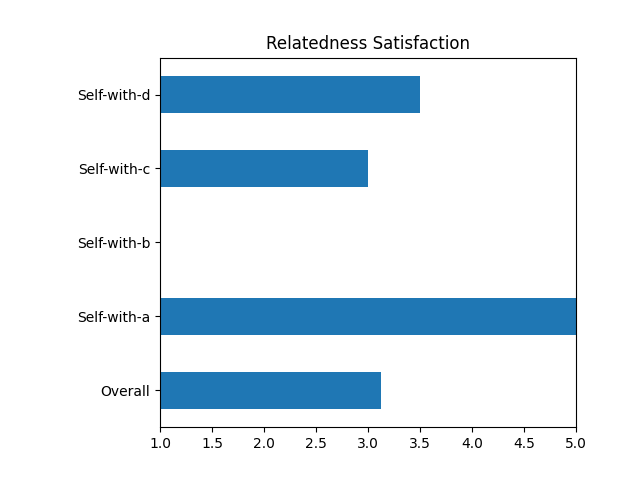 Relatedness Satisfaction
Self-with-d
Self-with-c
Self-with-b
Self-with-a
Overall
1.0 1.5 2.0 2.5 3.0 3.5 4.0 4.5 5.0